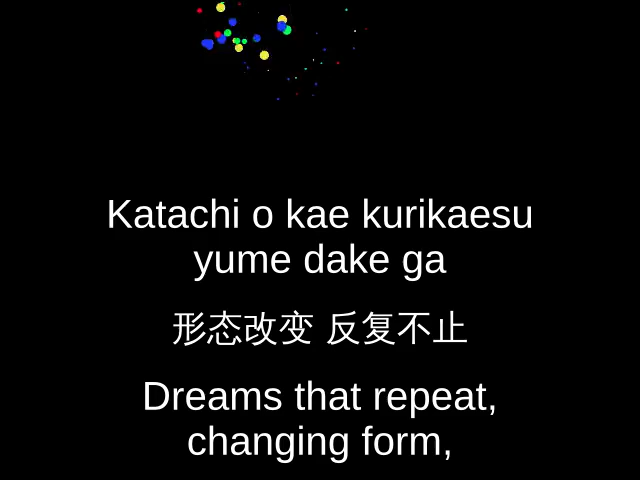 Katachi o kae kurikaesu
yume dake ga
形态改变 反复不止
Dreams that repeat,
changing form,